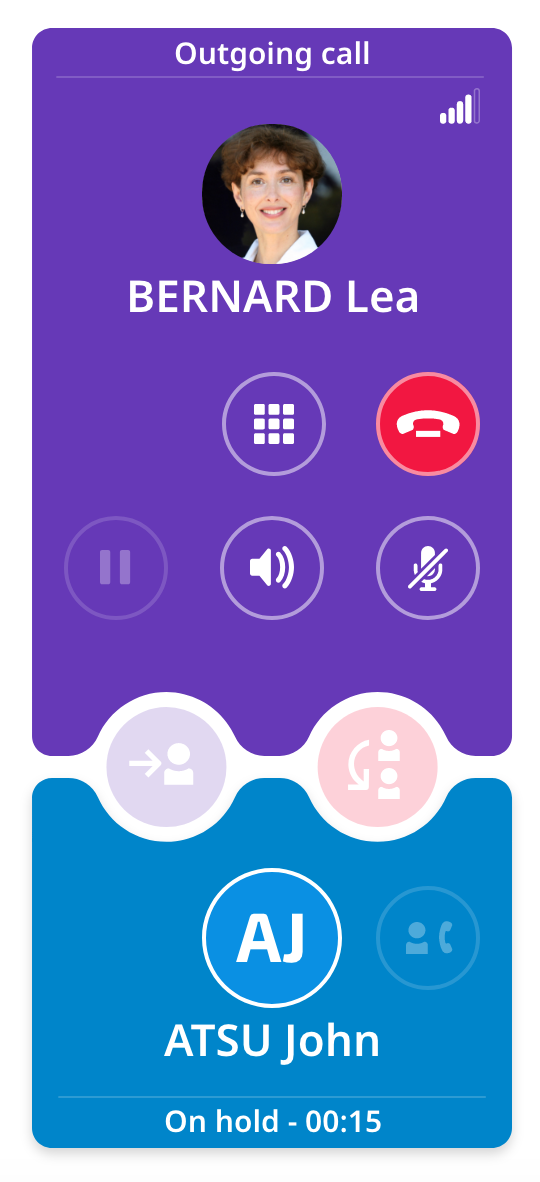 Outgoing call
BERNARD Lea
AJ
ATSU John
On hold - 00:15